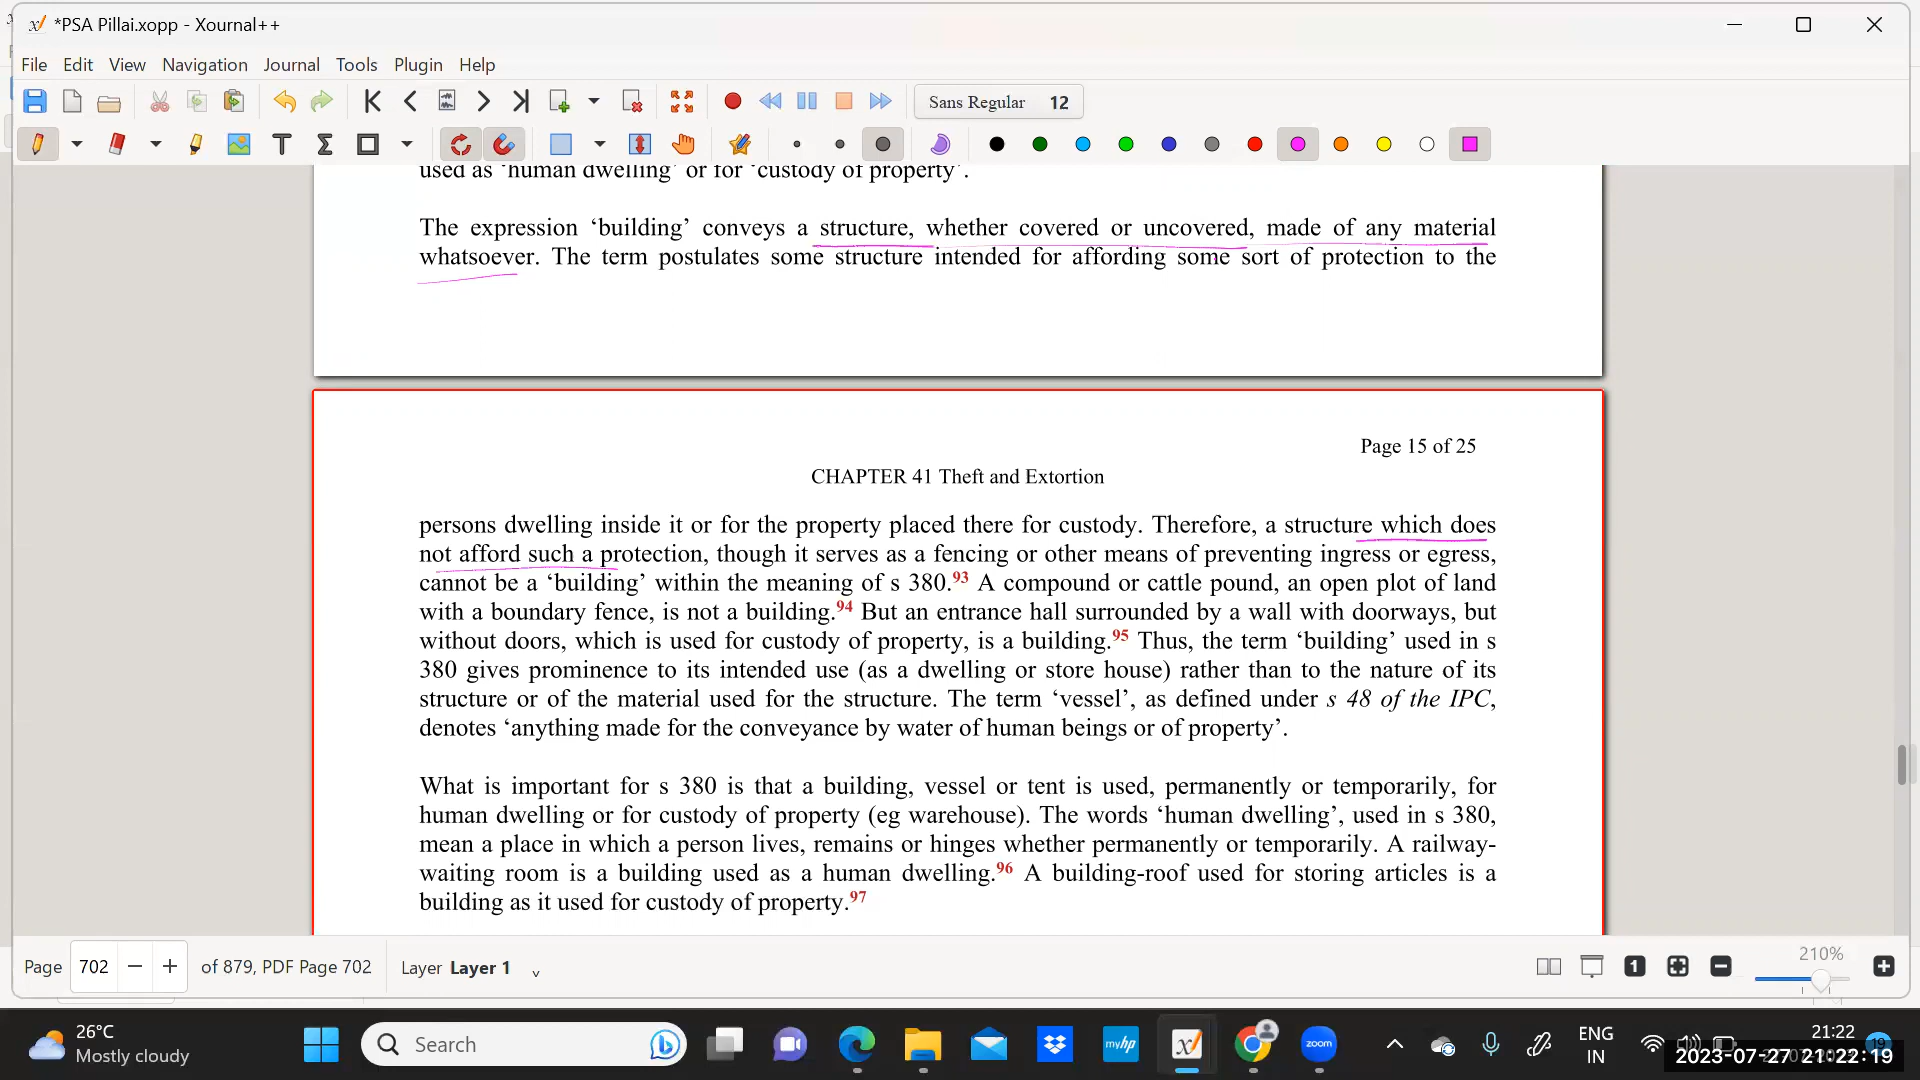 *PSA Pillai.xopp - Xournal++
File Edit View Navigation Journal Tools Plugin Help
Sans Regular 12
used as ‘human dwelling’ or for ‘custody of property’.
The expression ‘building’ conveys a structure, whether covered or uncovered, made of any material
whatsoever. The term postulates some structure intended for affording some sort of protection to the
Page 15 of 25
CHAPTER 41 Theft and Extortion
persons dwelling inside it or for the property placed there for custody. Therefore, a structure which does
not afford such a protection, though it serves as a fencing or other means of preventing ingress or egress,
cannot be a ‘building’ within the meaning of s 380.93 A compound or cattle pound, an open plot of land
with a boundary fence, is not a building.94 But an entrance hall surrounded by a wall with doorways, but
without doors, which is used for custody of property, is a building.95 Thus, the term ‘building’ used in s
380 gives prominence to its intended use (as a dwelling or store house) rather than to the nature of its
structure or of the material used for the structure. The term ‘vessel’, as defined under s 48 of the IPC,
denotes ‘anything made for the conveyance by water of human beings or of property’.
What is important for s 380 is that a building, vessel or tent is used, permanently or temporarily, for
human dwelling or for custody of property (eg warehouse). The words ‘human dwelling’, used in s 380,
mean a place in which a person lives, remains or hinges whether permanently or temporarily. A railway-
waiting room is a building used as a human dwelling.96 A building-roof used for storing articles is a
building as it used for custody of property.97
Page 702 of 879, PDF Page 702 Layer Layer 1 1 210%
26°C
Mostly cloudy
Search
myhp
zoom
ENG
IN
21:22
19
2023-07-27 21:22:19